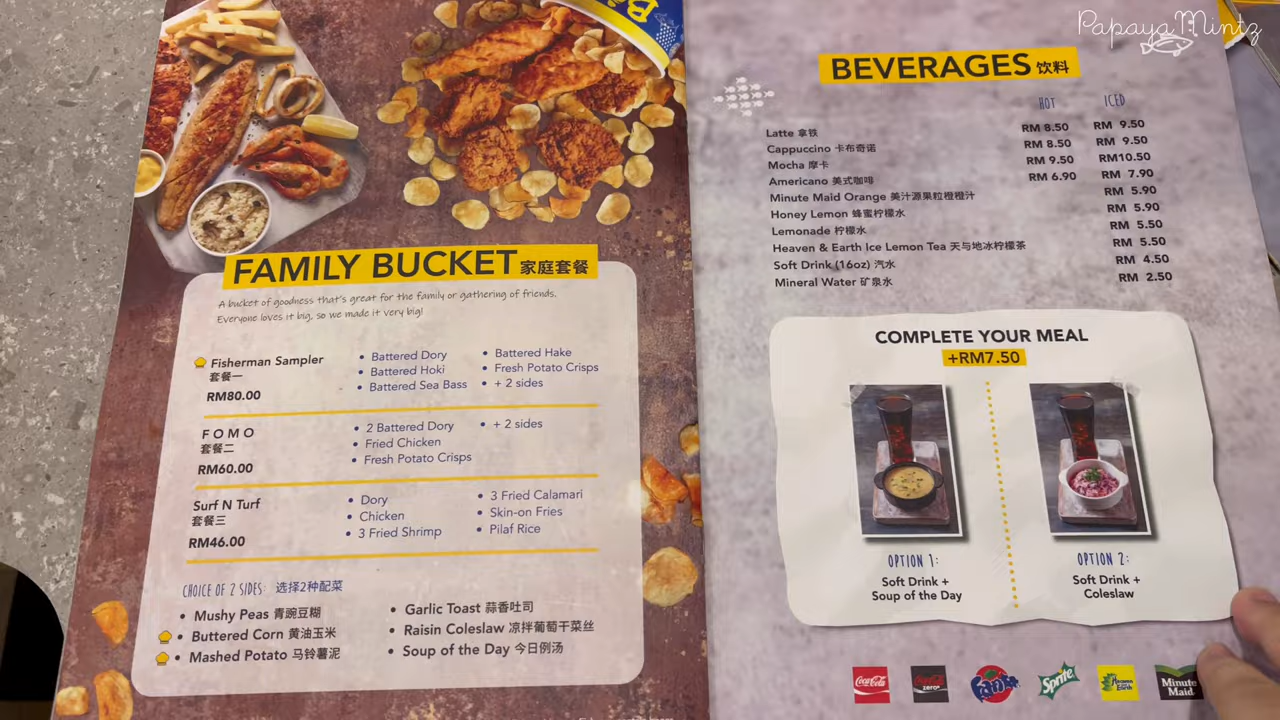 PapayaMintz
FAMILY BUCKET 家庭套餐
A bucket of goodness that's great for the family or gathering of friends.
Everyone loves it big, so we made it very big!
Fisherman Sampler
套餐一
RM80.00
• Battered Dory
• Battered Hoki
• Battered Sea Bass
• Battered Hake
• Fresh Potato Crisps
• + 2 sides
FOMO
套餐二
RM60.00
• 2 Battered Dory
• Fried Chicken
• Fresh Potato Crisps
• + 2 sides
Surf N Turf
套餐三
RM46.00
• Dory
• Chicken
• 3 Fried Shrimp
• 3 Fried Calamari
• Skin-on Fries
• Pilaf Rice
CHOICE OF 2 SIDES: 选择2种配菜
• Mushy Peas 青豌豆糊
• Buttered Corn 黄油玉米
• Mashed Potato 马铃薯泥
• Garlic Toast 蒜香吐司
• Raisin Coleslaw 凉拌葡萄干菜丝
• Soup of the Day 今日例汤
BEVERAGES 饮料
HOT ICED
Latte 拿铁 RM 8.50 RM 9.50
Cappuccino 卡布奇诺 RM 8.50 RM 9.50
Mocha 摩卡 RM 9.50 RM10.50
Americano 美式咖啡 RM 6.90 RM 7.90
Minute Maid Orange 美汁源果粒橙橙汁 RM 5.90
Honey Lemon 蜂蜜柠檬水 RM 5.90
Lemonade 柠檬水 RM 5.50
Heaven & Earth Ice Lemon Tea 天与地冰柠檬茶 RM 5.50
Soft Drink (16oz) 汽水 RM 4.50
Mineral Water 矿泉水 RM 2.50
COMPLETE YOUR MEAL
+RM7.50
OPTION 1:
Soft Drink +
Soup of the Day
OPTION 2:
Soft Drink +
Coleslaw
Coca-Cola
Coca-Cola zero
Fanta
Sprite
Heaven and Earth
Minute Maid